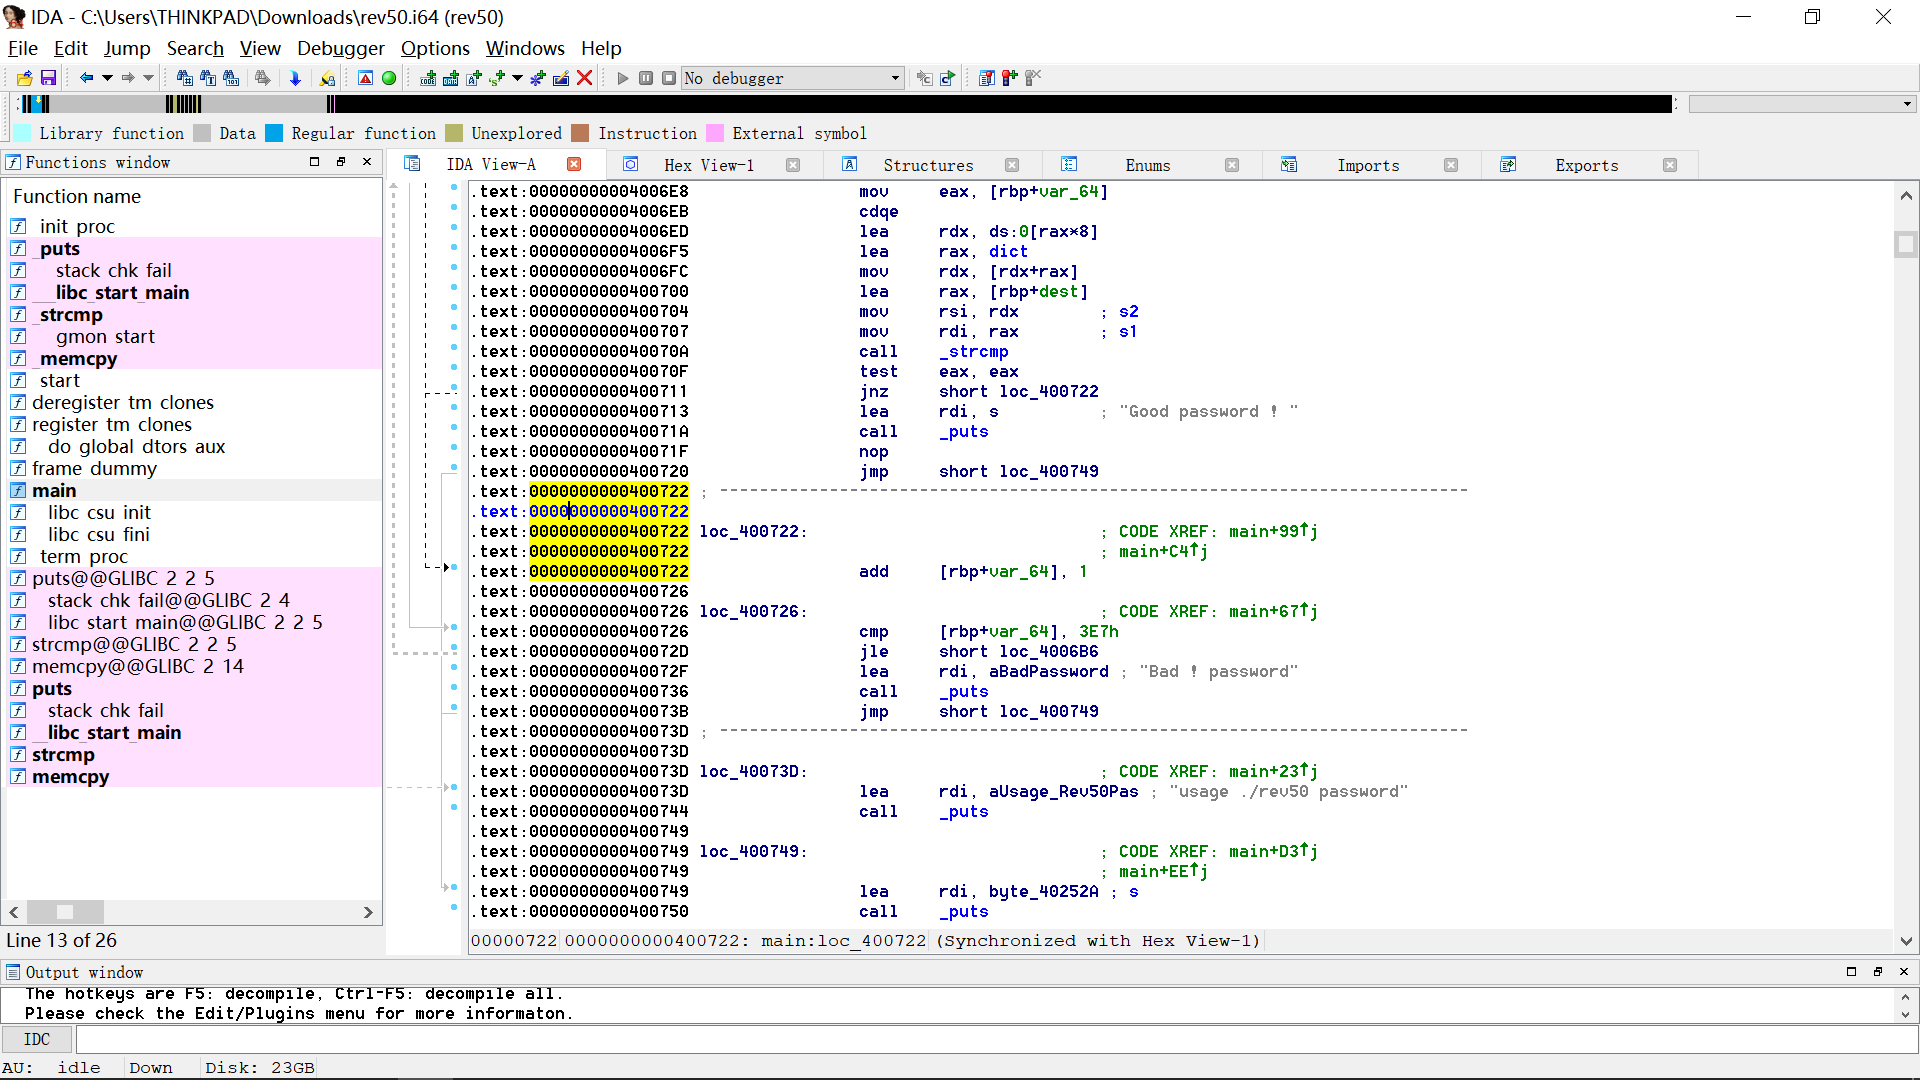 IDA - C:\Users\THINKPAD\Downloads\rev50.i64 (rev50)
File Edit Jump Search View Debugger Options Windows Help
No debugger
Library function Data Regular function Unexplored Instruction External symbol
Functions window
IDA View-A Hex View-1 Structures Enums Imports Exports
Function name
init proc
_puts
stack chk fail
__libc_start_main
_strcmp
gmon start
_memcpy
start
deregister tm clones
register tm clones
do global dtors aux
frame dummy
main
libc csu init
libc csu fini
term proc
puts@@GLIBC 2 2 5
stack chk fail@@GLIBC 2 4
libc start main@@GLIBC 2 2 5
strcmp@@GLIBC 2 2 5
memcpy@@GLIBC 2 14
puts
stack chk fail
__libc_start_main
strcmp
memcpy
Line 13 of 26
.text:00000000004006E8 mov eax, [rbp+var_64]
.text:00000000004006EB cdqe
.text:00000000004006ED lea rdx, ds:0[rax*8]
.text:00000000004006F5 lea rax, dict
.text:00000000004006FC mov rdx, [rdx+rax]
.text:0000000000400700 lea rax, [rbp+dest]
.text:0000000000400704 mov rsi, rdx ; s2
.text:0000000000400707 mov rdi, rax ; s1
.text:000000000040070A call _strcmp
.text:000000000040070F test eax, eax
.text:0000000000400711 jnz short loc_400722
.text:0000000000400713 lea rdi, s ; "Good password ! "
.text:000000000040071A call _puts
.text:000000000040071F nop
.text:0000000000400720 jmp short loc_400749
.text:0000000000400722 ; ---------------------------------------------------------------------------
.text:0000000000400722
.text:0000000000400722 loc_400722: ; CODE XREF: main+99↑j
.text:0000000000400722 ; main+C4↑j
.text:0000000000400722 add [rbp+var_64], 1
.text:0000000000400726
.text:0000000000400726 loc_400726: ; CODE XREF: main+67↑j
.text:0000000000400726 cmp [rbp+var_64], 3E7h
.text:000000000040072D jle short loc_4006B6
.text:000000000040072F lea rdi, aBadPassword ; "Bad ! password"
.text:0000000000400736 call _puts
.text:000000000040073B jmp short loc_400749
.text:000000000040073D ; ---------------------------------------------------------------------------
.text:000000000040073D
.text:000000000040073D loc_40073D: ; CODE XREF: main+23↑j
.text:000000000040073D lea rdi, aUsage_Rev50Pas ; "usage ./rev50 password"
.text:0000000000400744 call _puts
.text:0000000000400749
.text:0000000000400749 loc_400749: ; CODE XREF: main+D3↑j
.text:0000000000400749 ; main+EE↑j
.text:0000000000400749 lea rdi, byte_40252A ; s
.text:0000000000400750 call _puts
00000722 0000000000400722: main:loc_400722 (Synchronized with Hex View-1)
Output window
The hotkeys are F5: decompile, Ctrl-F5: decompile all.
Please check the Edit/Plugins menu for more informaton.
IDC
AU: idle Down Disk: 23GB